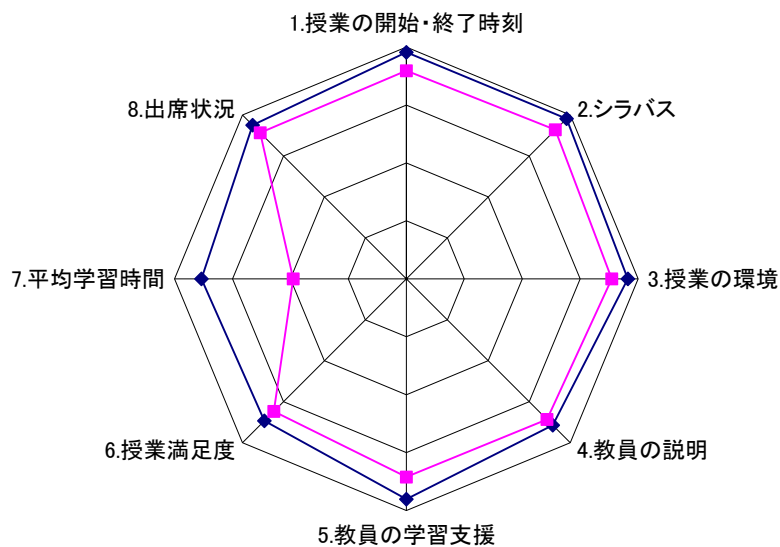 1.授業の開始・終了時刻
2.シラバス
3.授業の環境
4.教員の説明
5.教員の学習支援
6.授業満足度
7.平均学習時間
8.出席状況